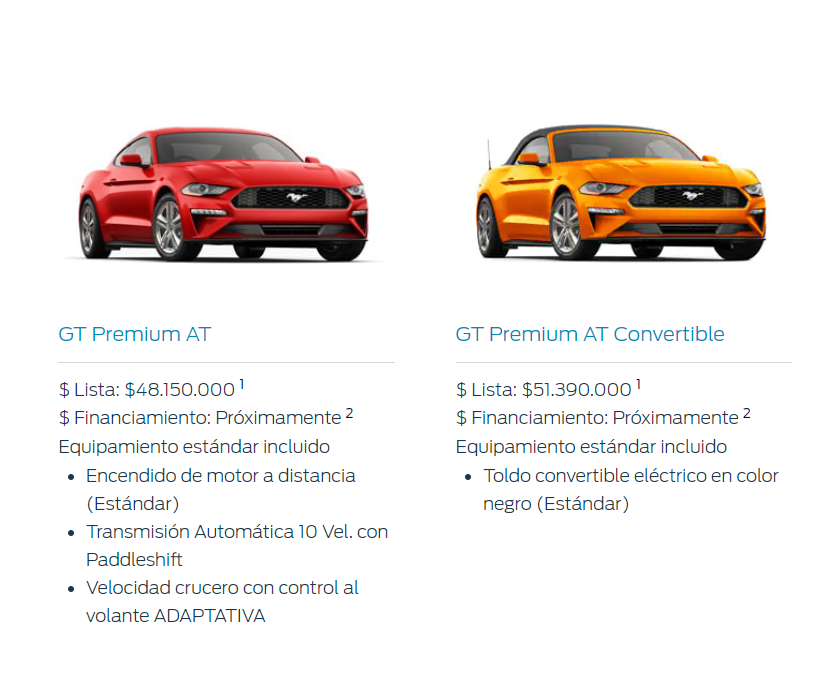 GT Premium AT
$ Lista: $48.150.000 1
$ Financiamiento: Próximamente 2
Equipamiento estándar incluido
• Encendido de motor a distancia
(Estándar)
• Transmisión Automática 10 Vel. con
Paddleshift
• Velocidad crucero con control al
volante ADAPTATIVA
GT Premium AT Convertible
$ Lista: $51.390.000 1
$ Financiamiento: Próximamente 2
Equipamiento estándar incluido
• Toldo convertible eléctrico en color
negro (Estándar)